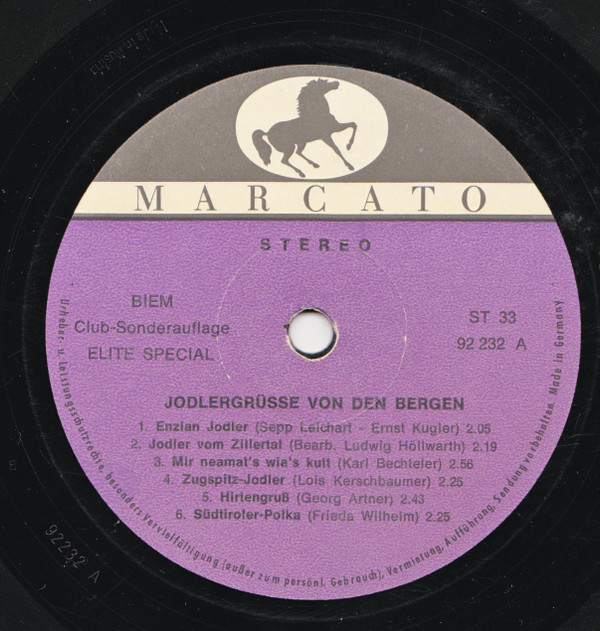 MARCATO
STEREO
BIEM
Club-Sonderauflage
ELITE SPECIAL
ST 33
92 232 A
JODLERGRÜSSE VON DEN BERGEN
1. Enzian Jodler (Sepp Leichart - Ernst Kugler) 2.05
2. Jodler vom Zillertal (Bearb. Ludwig Höllwarth) 2.19
3. Mir neamat's wie's kutt (Karl Bechteler) 2.56
4. Zugspitz-Jodler (Lois Kerschbaumer) 2.25
5. Hirtengruß (Georg Artner) 2.43
6. Südtiroler-Polka (Frieda Wilhelm) 2.25
Urheber- u. Leistungsschutzrechte, besonders Vervielfältigung (außer zum persönl. Gebrauch), Vermietung, Aufführung, Sendung vorbehalten. Made in Germany
92232 A